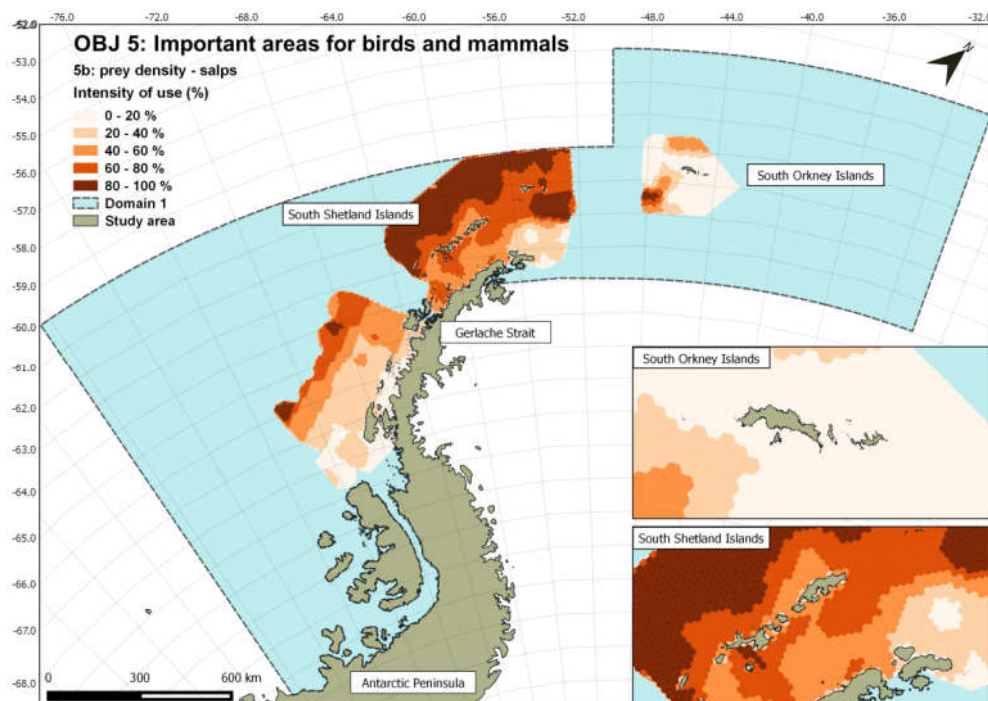 -76.0 -72.0 -68.0 -64.0 -60.0 -56.0 -52.0 -48.0 -44.0 -40.0 -36.0 -32.0
-52.0
-53.0
-54.0
-55.0
-56.0
-57.0
-58.0
-59.0
-60.0
-61.0
-62.0
-63.0
-64.0
-65.0
-66.0
-67.0
-68.0
OBJ 5: Important areas for birds and mammals
5b: prey density - salps
Intensity of use (%)
0 - 20 %
20 - 40 %
40 - 60 %
60 - 80 %
80 - 100 %
Domain 1
Study area
N
South Orkney Islands
South Shetland Islands
Gerlache Strait
South Orkney Islands
South Shetland Islands
Antarctic Peninsula
0 600 km